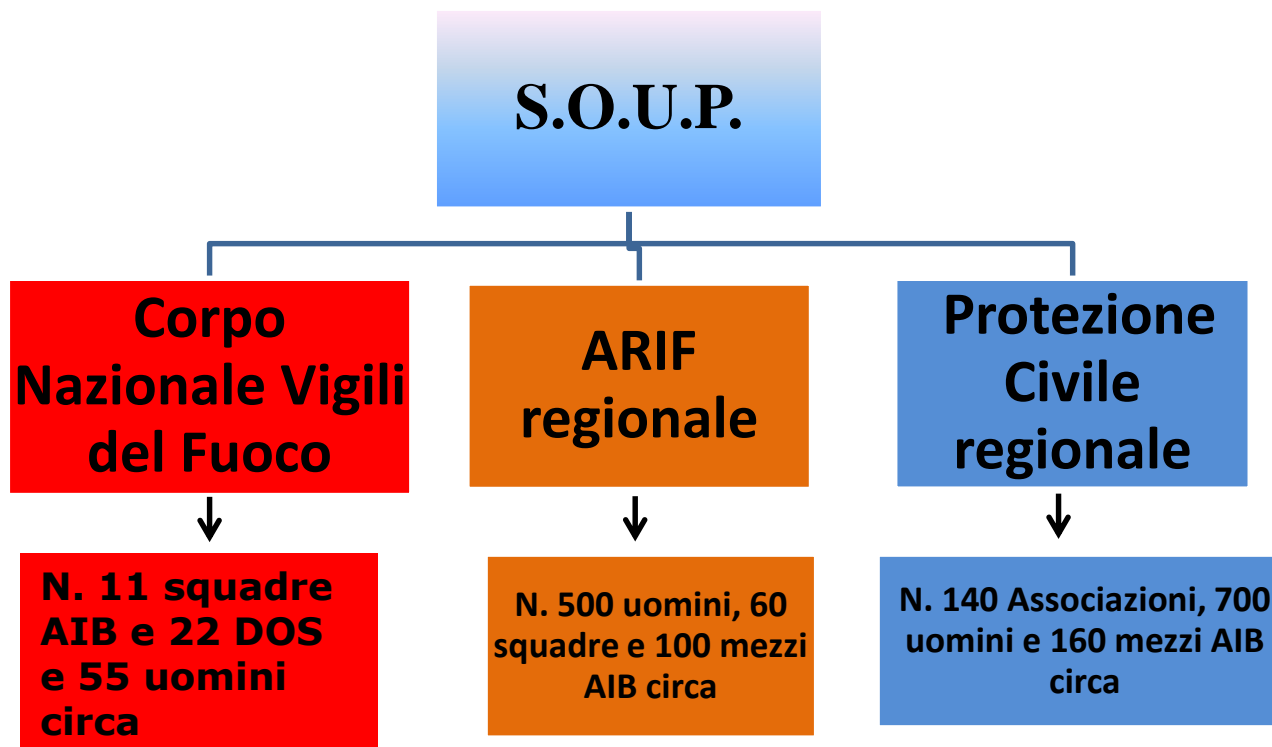 S.O.U.P.
Corpo
Nazionale Vigili
del Fuoco
ARIF
regionale
Protezione
Civile
regionale
N. 11 squadre
AIB e 22 DOS
e 55 uomini
circa
N. 500 uomini, 60
squadre e 100 mezzi
AIB circa
N. 140 Associazioni, 700
uomini e 160 mezzi AIB
circa